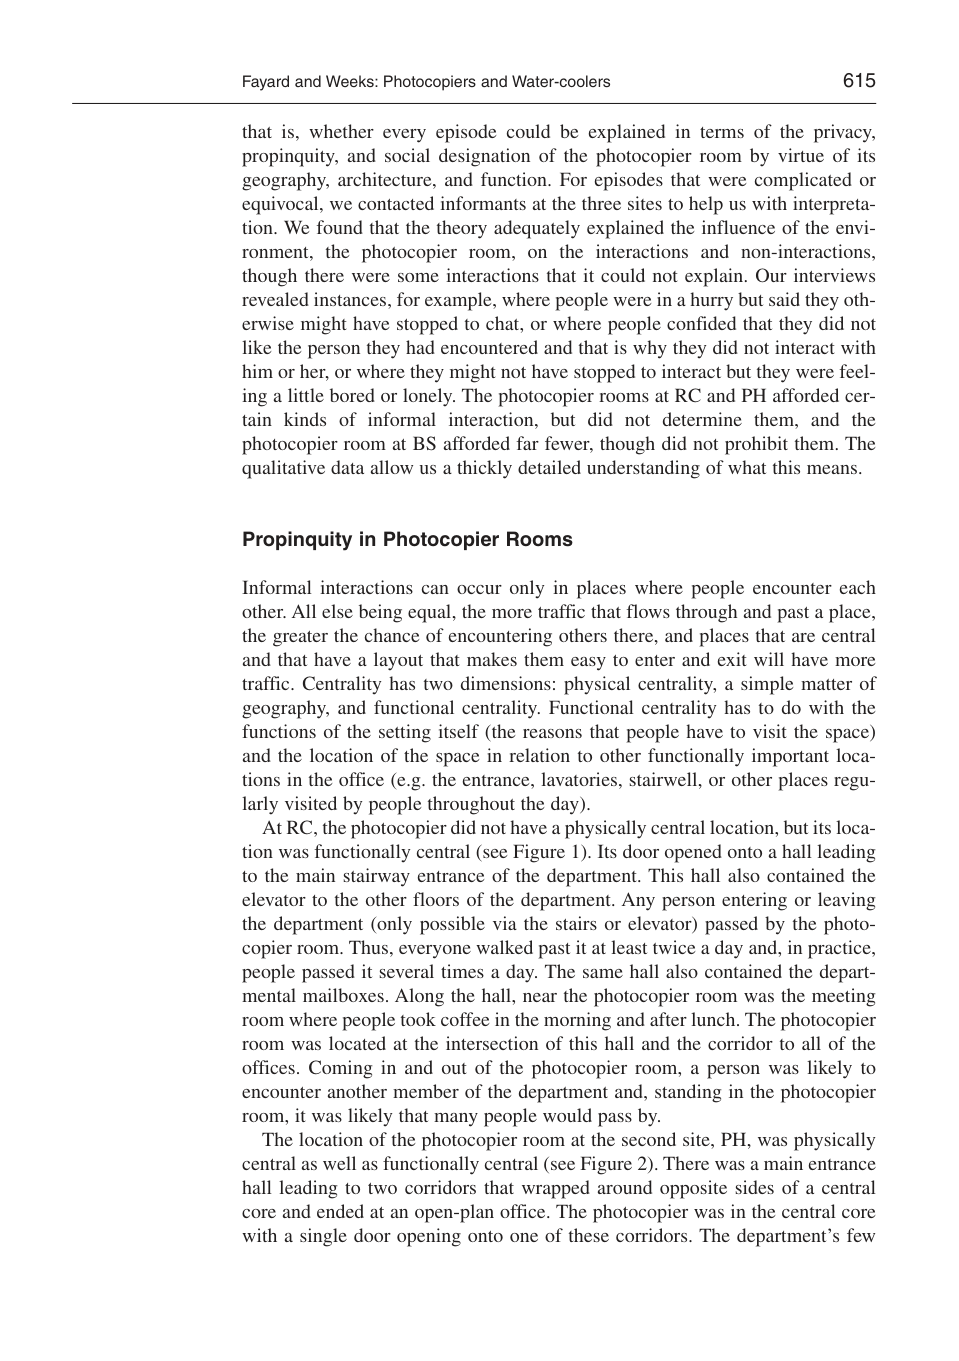 Fayard and Weeks: Photocopiers and Water-coolers 615
that is, whether every episode could be explained in terms of the privacy,
propinquity, and social designation of the photocopier room by virtue of its
geography, architecture, and function. For episodes that were complicated or
equivocal, we contacted informants at the three sites to help us with interpreta-
tion. We found that the theory adequately explained the influence of the envi-
ronment, the photocopier room, on the interactions and non-interactions,
though there were some interactions that it could not explain. Our interviews
revealed instances, for example, where people were in a hurry but said they oth-
erwise might have stopped to chat, or where people confided that they did not
like the person they had encountered and that is why they did not interact with
him or her, or where they might not have stopped to interact but they were feel-
ing a little bored or lonely. The photocopier rooms at RC and PH afforded cer-
tain kinds of informal interaction, but did not determine them, and the
photocopier room at BS afforded far fewer, though did not prohibit them. The
qualitative data allow us a thickly detailed understanding of what this means.
Propinquity in Photocopier Rooms
Informal interactions can occur only in places where people encounter each
other. All else being equal, the more traffic that flows through and past a place,
the greater the chance of encountering others there, and places that are central
and that have a layout that makes them easy to enter and exit will have more
traffic. Centrality has two dimensions: physical centrality, a simple matter of
geography, and functional centrality. Functional centrality has to do with the
functions of the setting itself (the reasons that people have to visit the space)
and the location of the space in relation to other functionally important loca-
tions in the office (e.g. the entrance, lavatories, stairwell, or other places regu-
larly visited by people throughout the day).
At RC, the photocopier did not have a physically central location, but its loca-
tion was functionally central (see Figure 1). Its door opened onto a hall leading
to the main stairway entrance of the department. This hall also contained the
elevator to the other floors of the department. Any person entering or leaving
the department (only possible via the stairs or elevator) passed by the photo-
copier room. Thus, everyone walked past it at least twice a day and, in practice,
people passed it several times a day. The same hall also contained the depart-
mental mailboxes. Along the hall, near the photocopier room was the meeting
room where people took coffee in the morning and after lunch. The photocopier
room was located at the intersection of this hall and the corridor to all of the
offices. Coming in and out of the photocopier room, a person was likely to
encounter another member of the department and, standing in the photocopier
room, it was likely that many people would pass by.
The location of the photocopier room at the second site, PH, was physically
central as well as functionally central (see Figure 2). There was a main entrance
hall leading to two corridors that wrapped around opposite sides of a central
core and ended at an open-plan office. The photocopier was in the central core
with a single door opening onto one of these corridors. The department's few